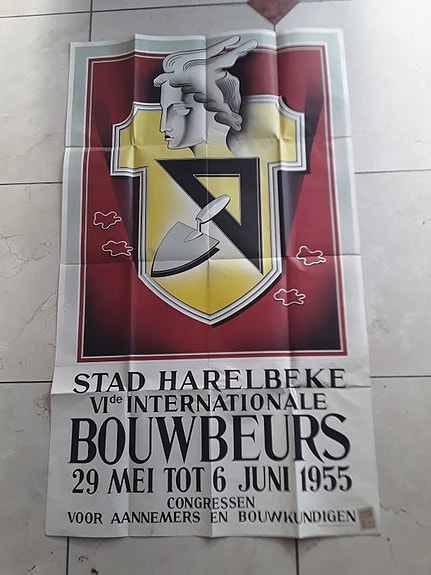 STAD HARELBEKE
VIde INTERNATIONALE
BOUWBEURS
29 MEI TOT 6 JUNI 1955
CONGRESSEN
VOOR AANNEMERS EN BOUWKUNDIGEN